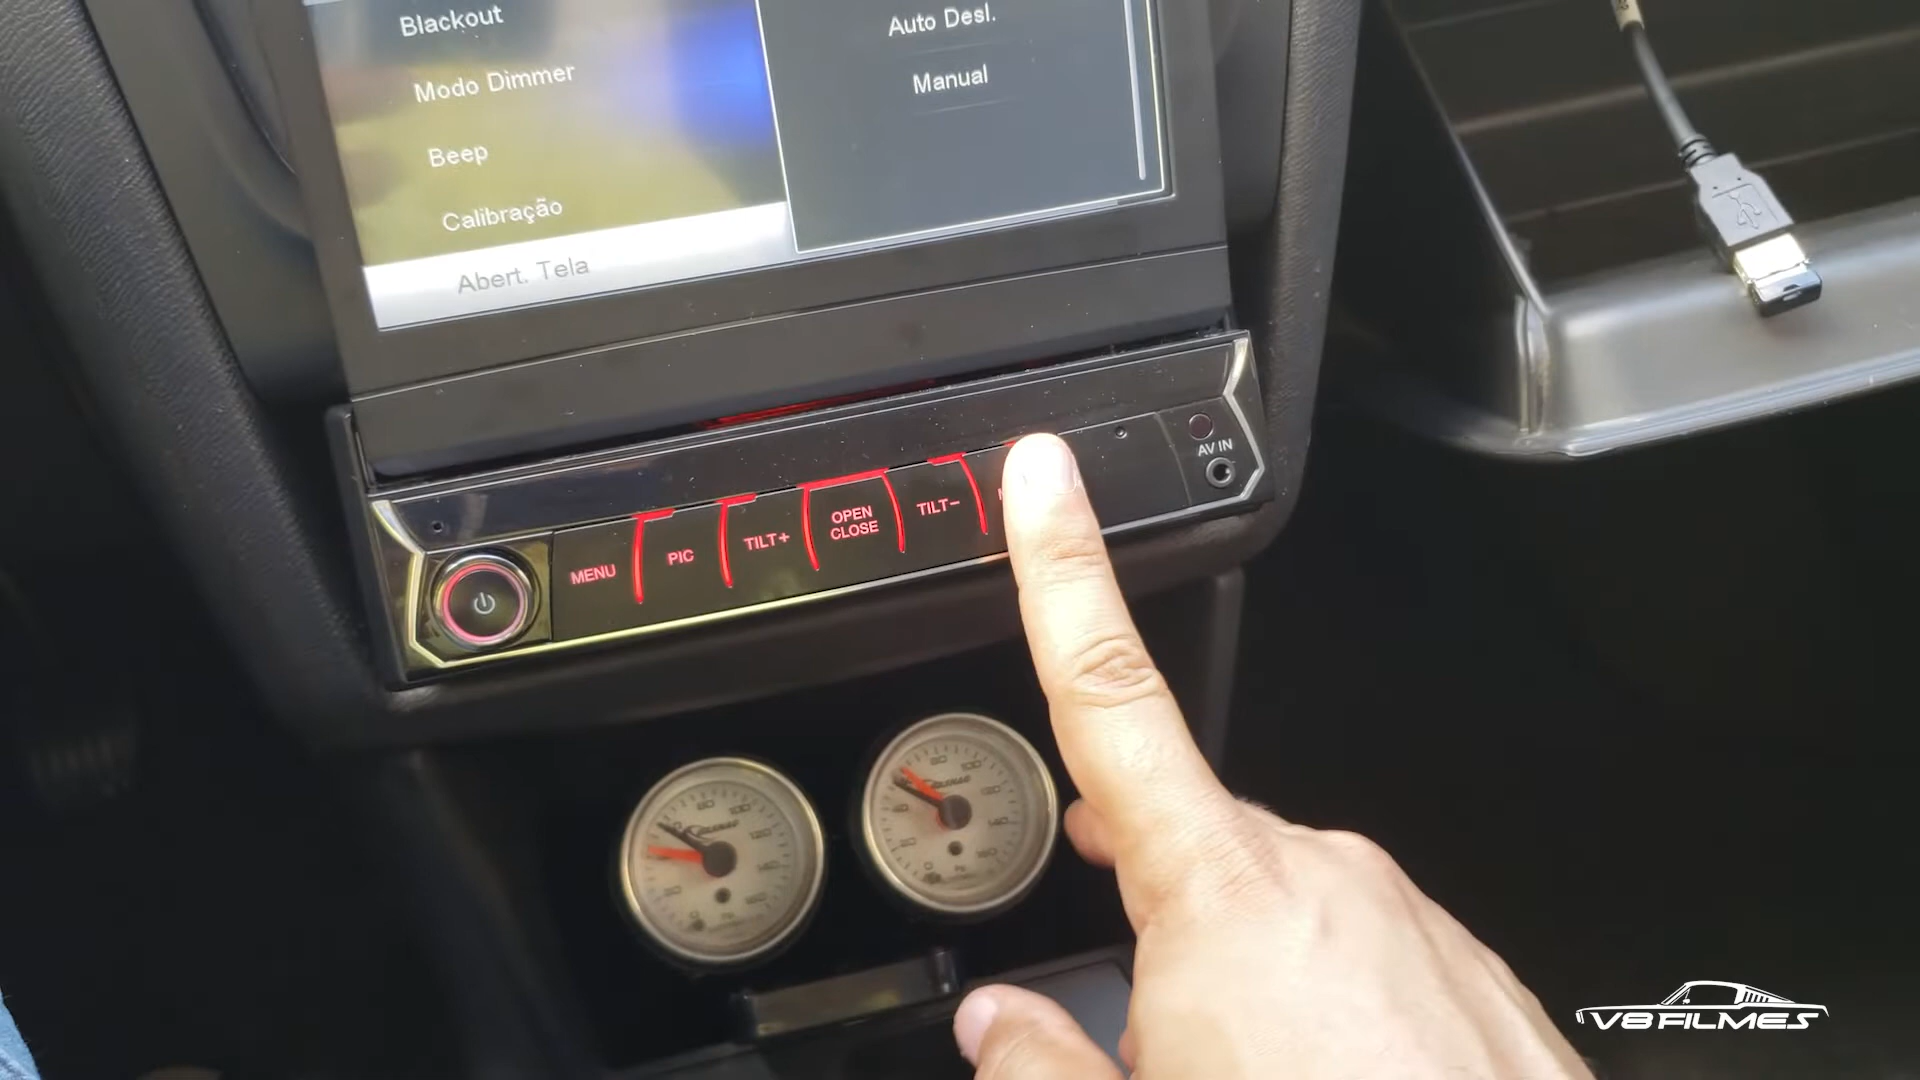 Blackout
Auto Desl.
Modo Dimmer
Manual
Beep
Calibração
Abert. Tela
AV IN
MENU
PIC
TILT+
OPEN
CLOSE
TILT-
V8 FILMES